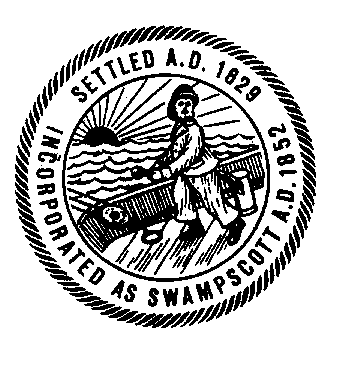 SETTLED A.D. 1629
INCORPORATED AS SWAMPSCOTT A.D. 1852